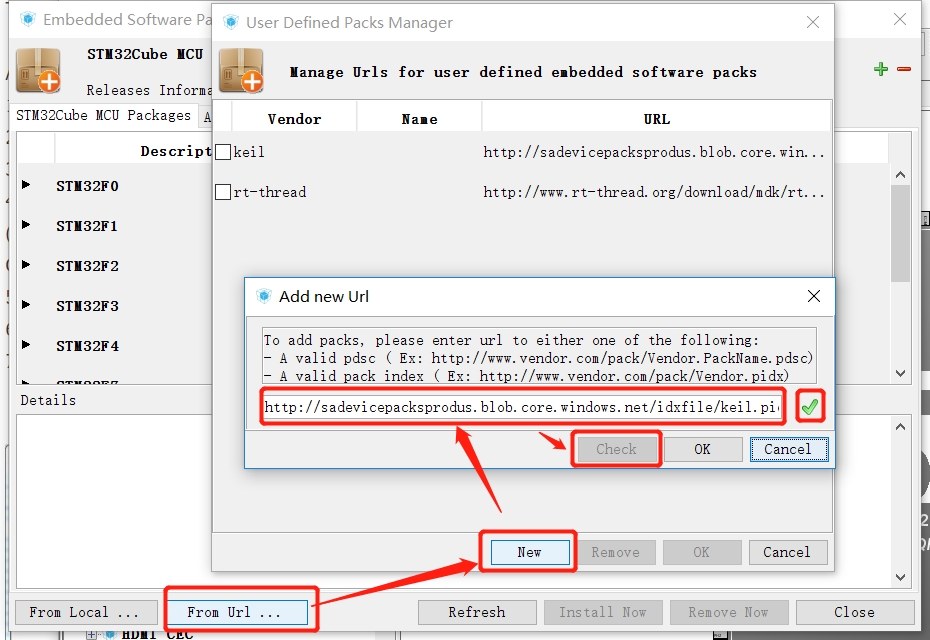 Embedded Software Pa
User Defined Packs Manager
STM32Cube MCU
Releases Informa
STM32Cube MCU Packages
Manage Urls for user defined embedded software packs
Vendor Name URL
keil http://sadevicepacksprodus.blob.core.win...
rt-thread http://www.rt-thread.org/download/mdk/rt...
Descript
STM32F0
STM32F1
STM32F2
STM32F3
STM32F4
Details
Add new Url
To add packs, please enter url to either one of the following:
- A valid pdsc ( Ex: http://www.vendor.com/pack/Vendor.PackName.pdsc)
- A valid pack index ( Ex: http://www.vendor.com/pack/Vendor.pidx)
http://sadevicepacksprodus.blob.core.windows.net/idxfile/keil.pi
Check OK Cancel
New Remove OK Cancel
From Local ... From Url ... Refresh Install Now Remove Now Close
HDMI_CEC